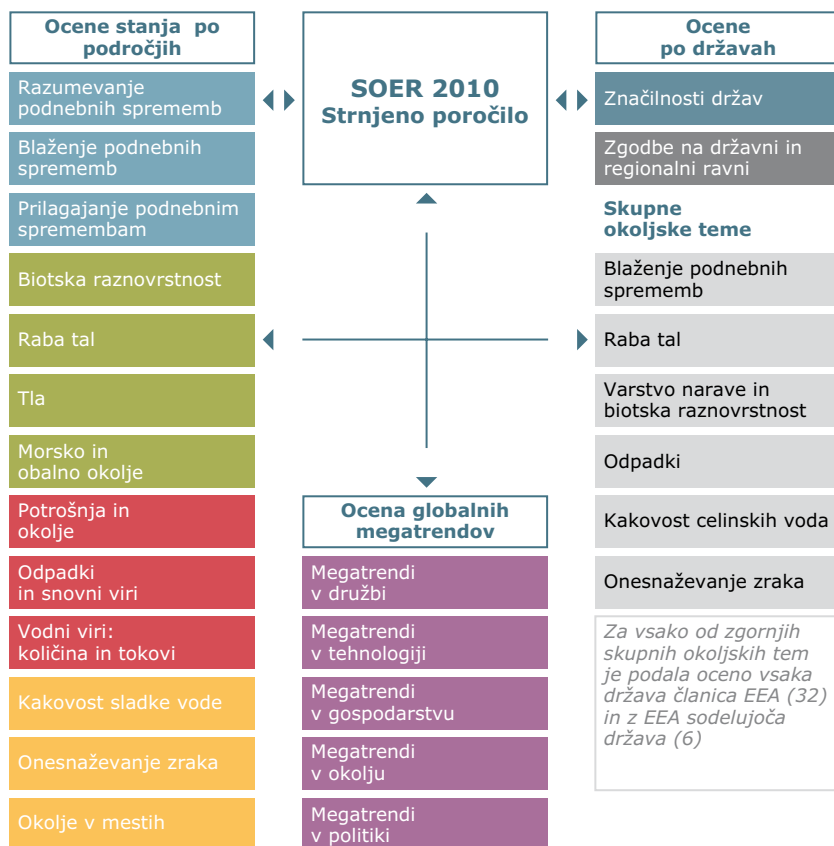 Ocene stanja po
področjih
Razumevanje
podnebnih sprememb
Blaženje podnebnih
sprememb
Prilagajanje podnebnim
spremembam
Biotska raznovrstnost
Raba tal
Tla
Morsko in
obalno okolje
Potrošnja in
okolje
Odpadki
in snovni viri
Vodni viri:
količina in tokovi
Kakovost sladke vode
Onesnaževanje zraka
Okolje v mestih
SOER 2010
Strnjeno poročilo
Ocena globalnih
megatrendov
Megatrendi
v družbi
Megatrendi
v tehnologiji
Megatrendi
v gospodarstvu
Megatrendi
v okolju
Megatrendi
v politiki
Ocene
po državah
Značilnosti držav
Zgodbe na državni in
regionalni ravni
Skupne
okoljske teme
Blaženje podnebnih
sprememb
Raba tal
Varstvo narave in
biotska raznovrstnost
Odpadki
Kakovost celinskih voda
Onesnaževanje zraka
Za vsako od zgornjih
skupnih okoljskih tem
je podala oceno vsaka
država članica EEA (32)
in z EEA sodelujoča
država (6)